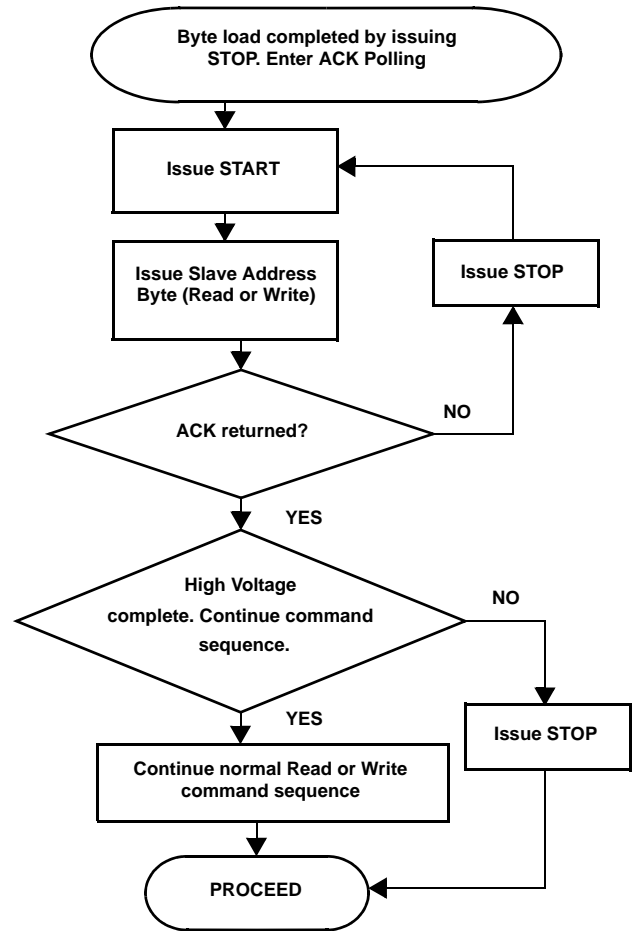 Byte load completed by issuing
STOP. Enter ACK Polling
Issue START
Issue Slave Address
Byte (Read or Write)
Issue STOP
ACK returned?
NO
YES
High Voltage
complete. Continue command
sequence.
NO
YES
Issue STOP
Continue normal Read or Write
command sequence
PROCEED